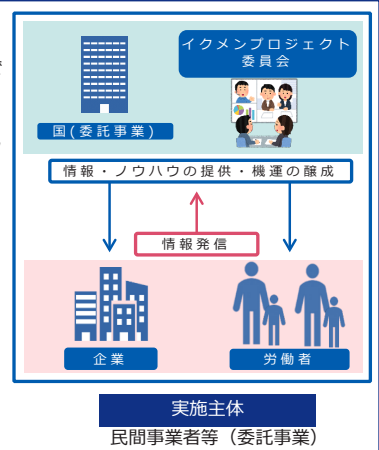 イクメンプロジェクト
委員会
国(委託事業)
情報・ノウハウの提供・機運の醸成
情報発信
企業
労働者
実施主体
民間事業者等（委託事業）